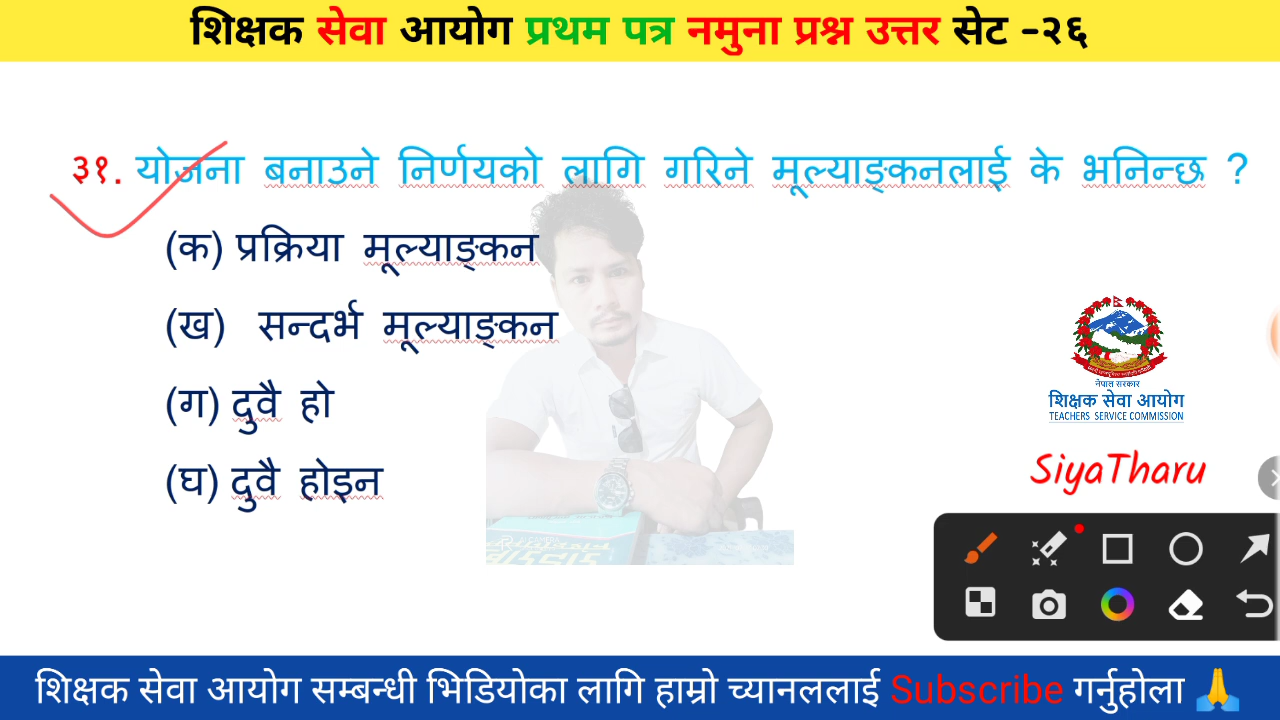 शिक्षक सेवा आयोग प्रथम पत्र नमुना प्रश्न उत्तर सेट -२६
३१. योजना बनाउने निर्णयको लागि गरिने मूल्याङ्कनलाई के भनिन्छ ?
(क) प्रक्रिया मूल्याङ्कन
(ख) सन्दर्भ मूल्याङ्कन
(ग) दुवै हो
(घ) दुवै होइन
नेपाल सरकार
शिक्षक सेवा आयोग
TEACHERS SERVICE COMMISSION
SiyaTharu
शिक्षक सेवा आयोग सम्बन्धी भिडियोका लागि हाम्रो च्यानललाई Subscribe गर्नुहोला 🙏